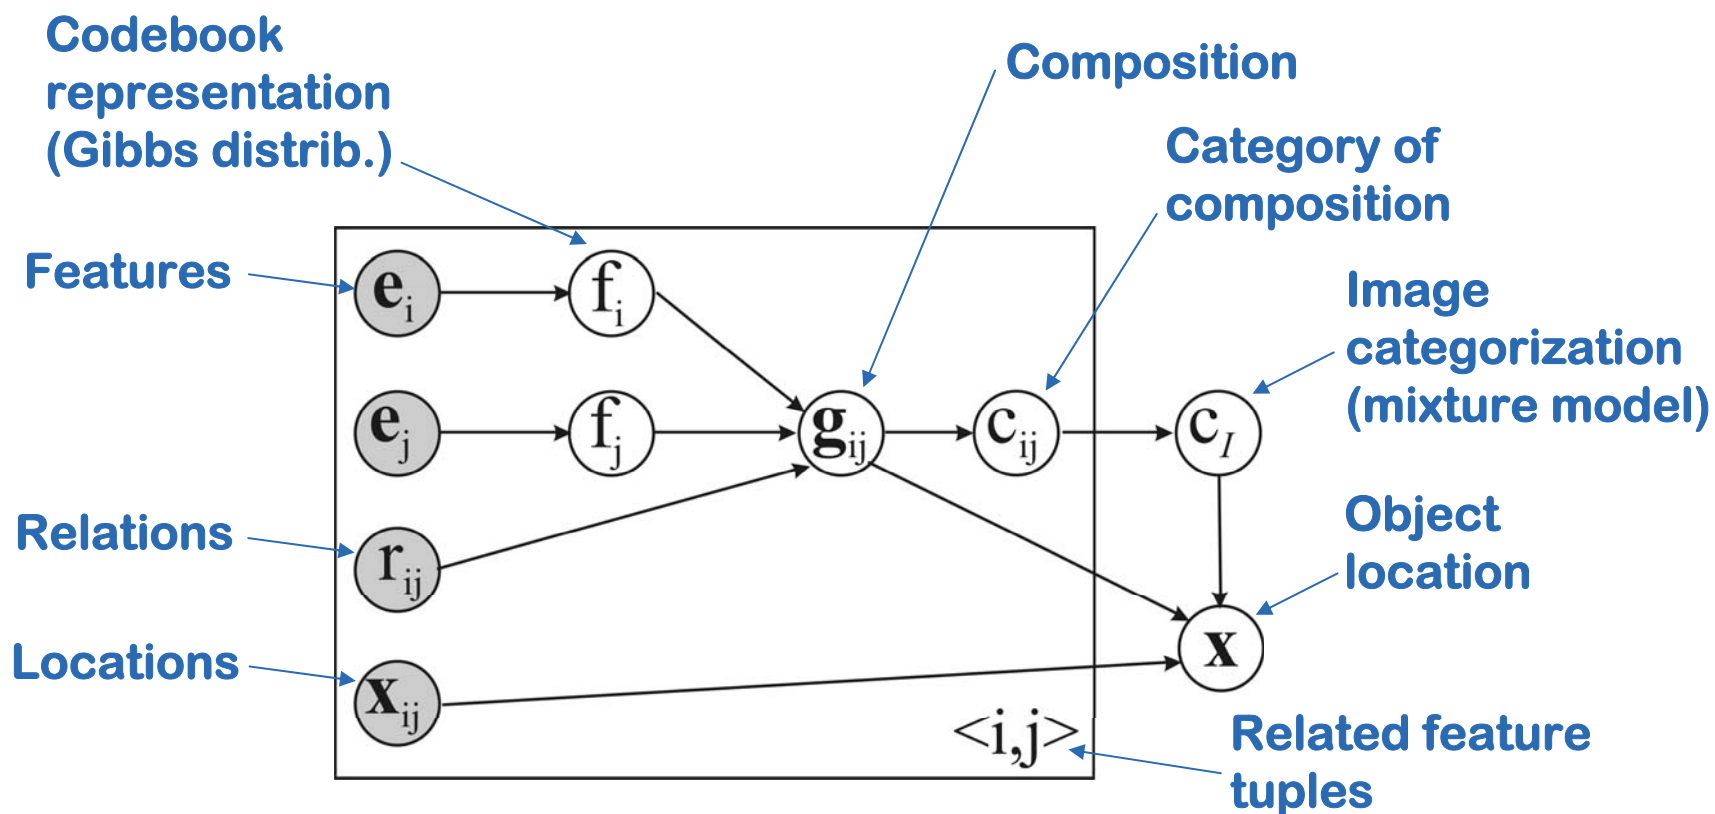 Codebook
representation
(Gibbs distrib.)
Composition
Category of
composition
Features
e_i
f_i
Image
categorization
(mixture model)
e_j
f_j
g_ij
c_ij
c_I
Relations
r_ij
Object
location
Locations
x_ij
x
<i,j>
Related feature
tuples